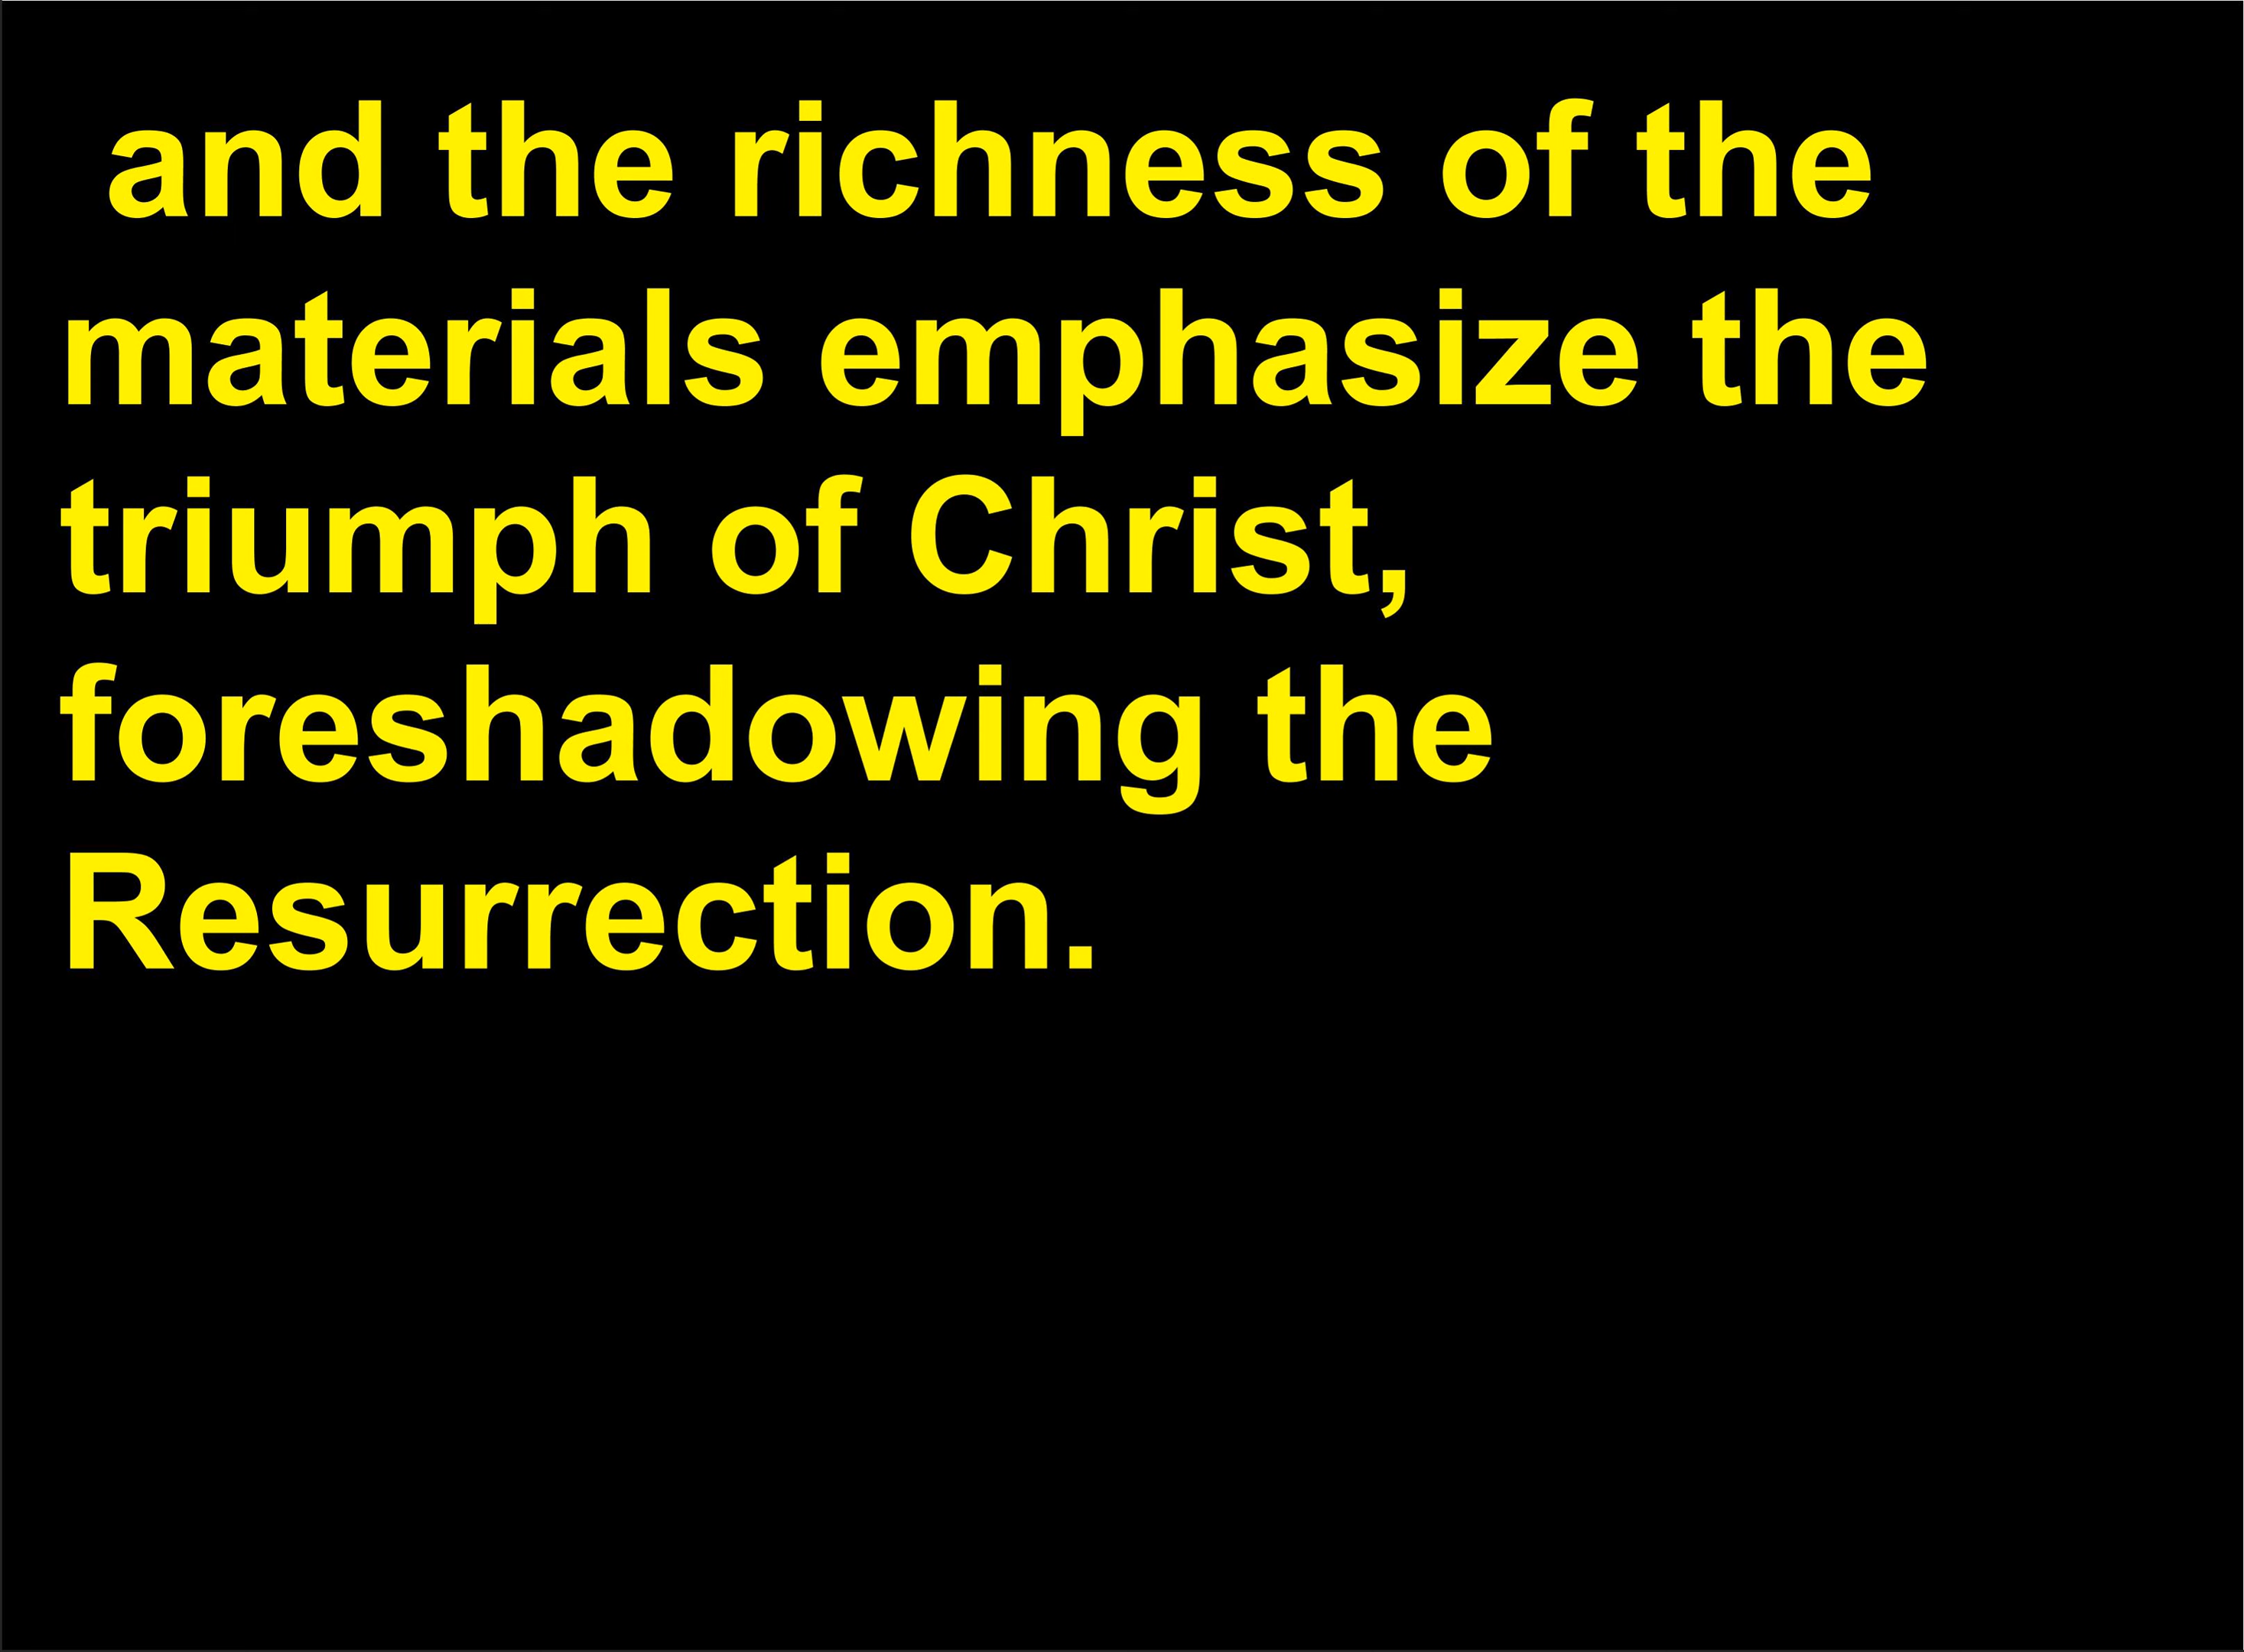 and the richness of the
materials emphasize the
triumph of Christ,
foreshadowing the
Resurrection.